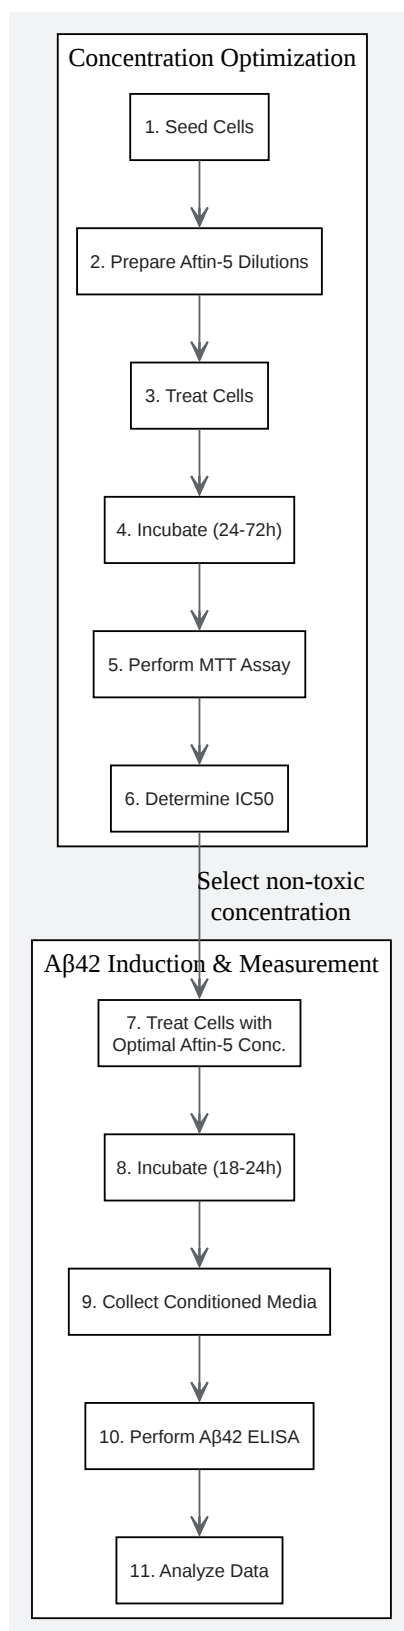 Concentration Optimization
1. Seed Cells
2. Prepare Aftin-5 Dilutions
3. Treat Cells
4. Incubate (24-72h)
5. Perform MTT Assay
6. Determine IC50
Select non-toxic
concentration
Aβ42 Induction & Measurement
7. Treat Cells with
Optimal Aftin-5 Conc.
8. Incubate (18-24h)
9. Collect Conditioned Media
10. Perform Aβ42 ELISA
11. Analyze Data